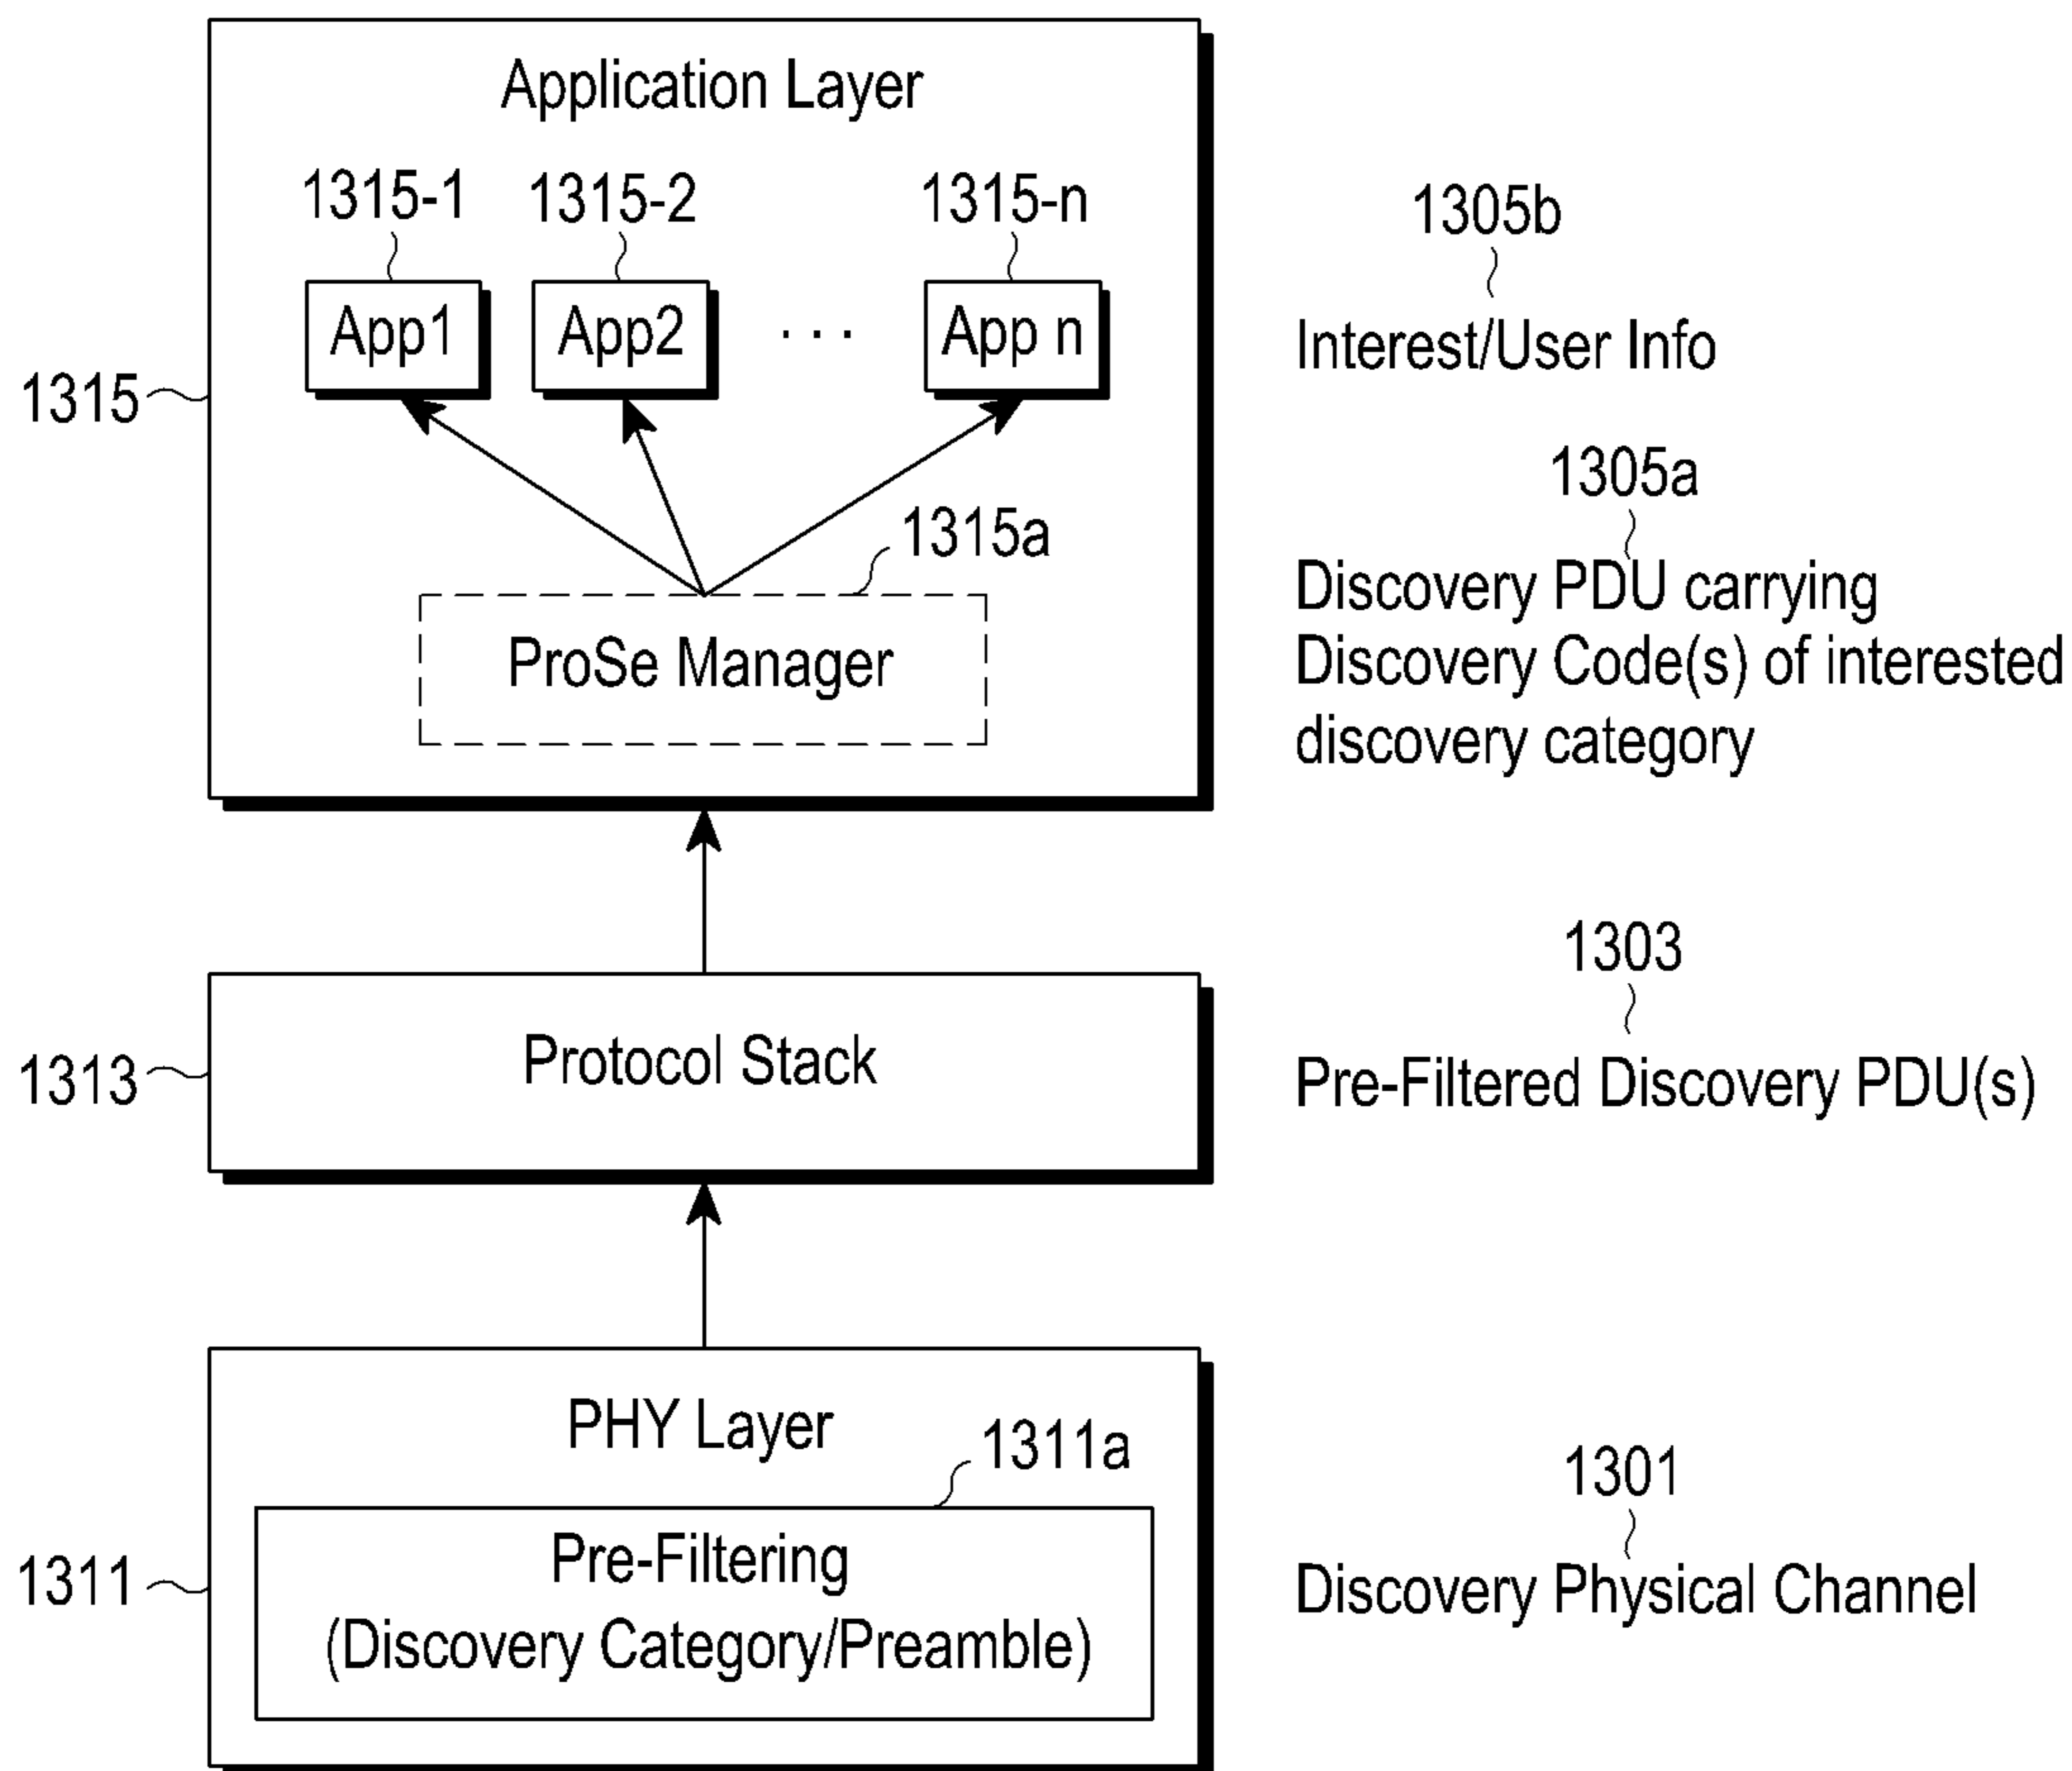 Application Layer
1315-1 1315-2 1315-n
1305b
App1 App2 ... App n
Interest/User Info
1315
1305a
1315a
Discovery PDU carrying
Discovery Code(s) of interested
discovery category
ProSe Manager
1303
1313
Protocol Stack
Pre-Filtered Discovery PDU(s)
PHY Layer
1311a
1301
1311
Pre-Filtering
(Discovery Category/Preamble)
Discovery Physical Channel